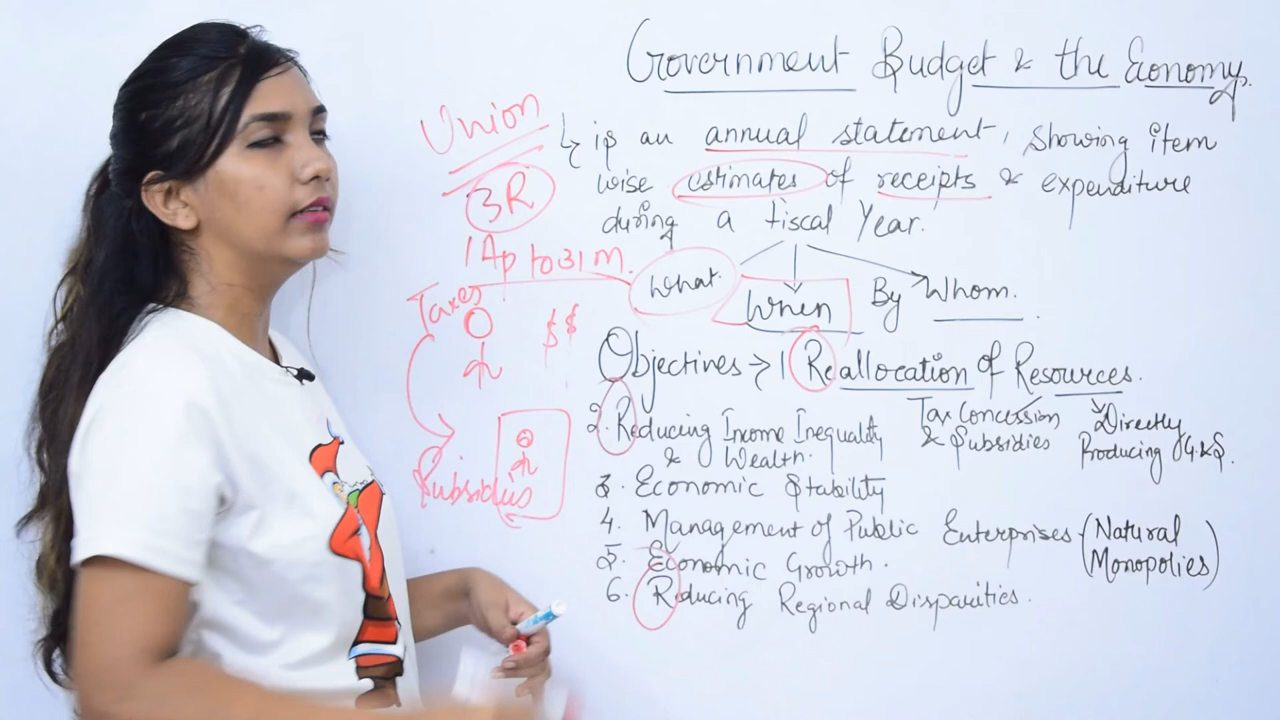 Government Budget & the Economy.
Union
↳ is an annual statement, showing item
wise estimates of receipts & expenditure
during a fiscal Year.
3R
1 Ap to 31 M.
What.
When
By Whom.
Taxes
$ $
Objectives → 1 Reallocation of Resources.
Tax Concession
& Subsidies
Directly
Producing G & S.
2. Reducing Income Inequality
& Wealth.
3. Economic Stability
Subsidies
4. Management of Public Enterprises (Natural
Monopolies)
5. Economic Growth.
6. Reducing Regional Disparities.